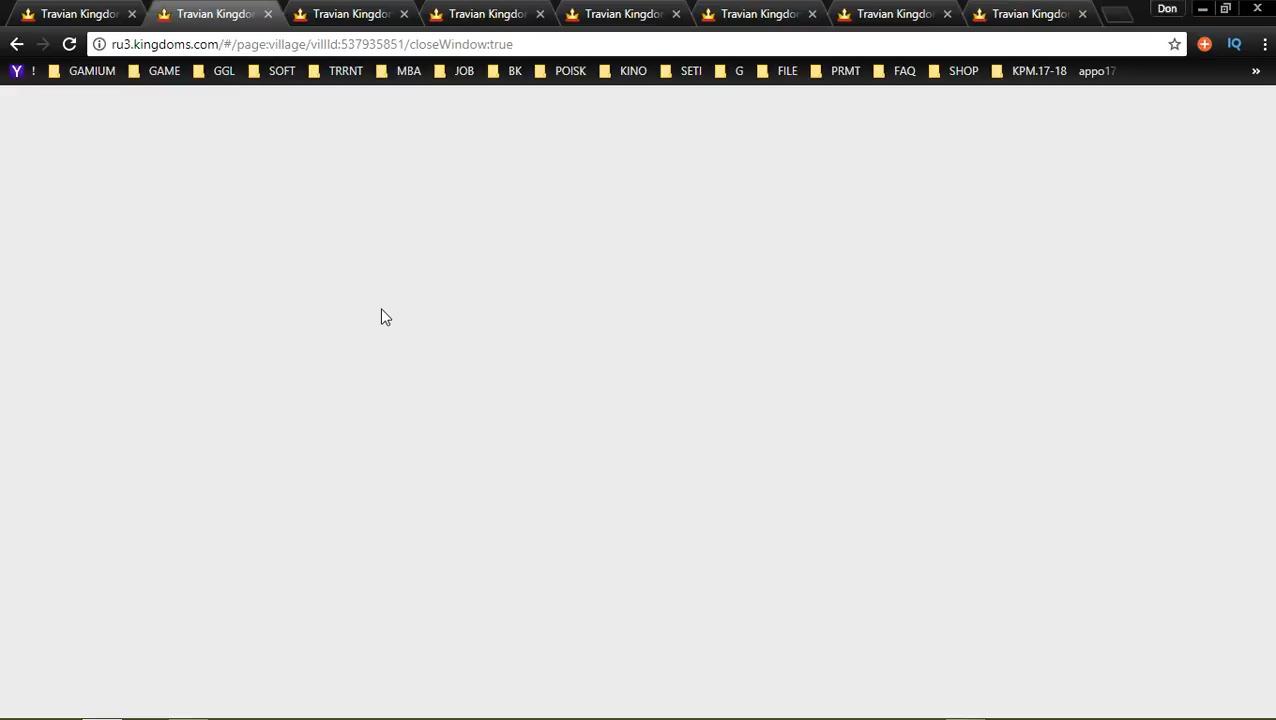 Travian Kingdo Travian Kingdo Travian Kingdo Travian Kingdo Travian Kingdo Travian Kingdo Travian Kingdo Travian Kingdo Don
ru3.kingdoms.com/#/page:village/villId:537935851/closeWindow:true IQ
Y ! GAMIUM GAME GGL SOFT TRRNT MBA JOB BK POISK KINO SETI G FILE PRMT FAQ SHOP KPM.17-18 appo17 »